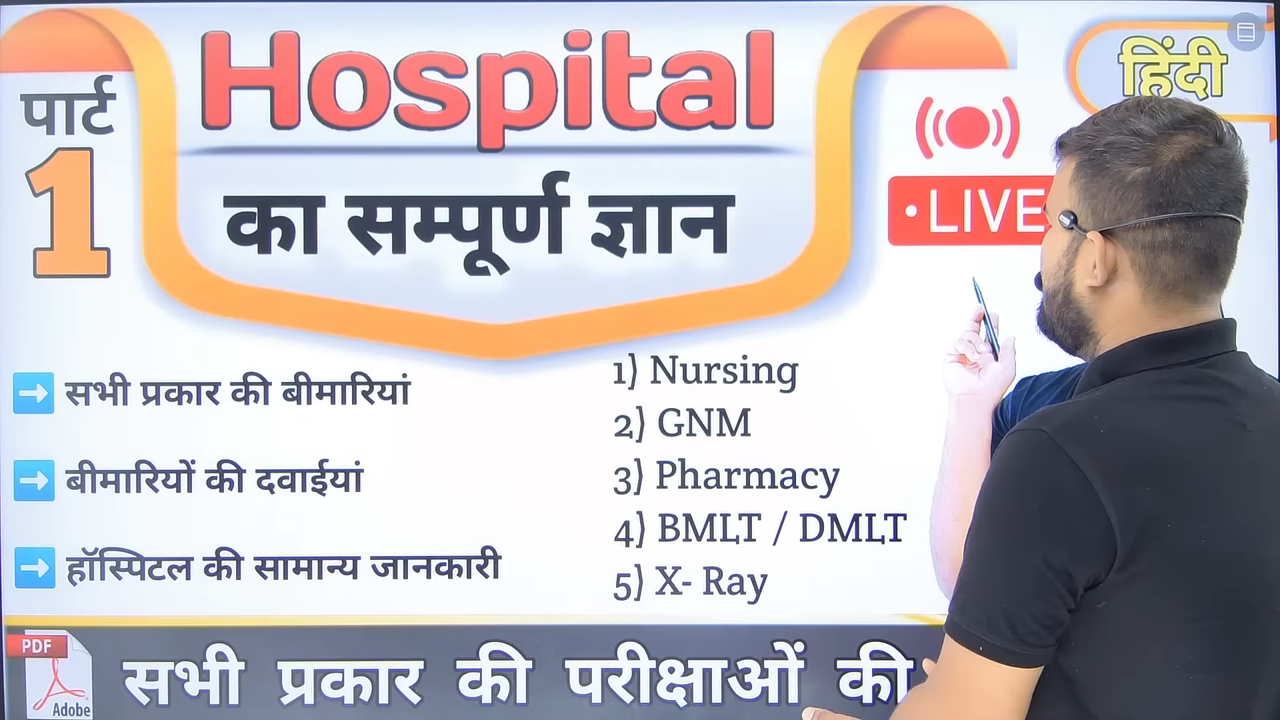 Hospital
हिंदी
पार्ट
1
का सम्पूर्ण ज्ञान
LIVE
सभी प्रकार की बीमारियां
बीमारियों की दवाईयां
हॉस्पिटल की सामान्य जानकारी
1) Nursing
2) GNM
3) Pharmacy
4) BMLT / DMLT
5) X- Ray
PDF
Adobe
सभी प्रकार की परीक्षाओं की